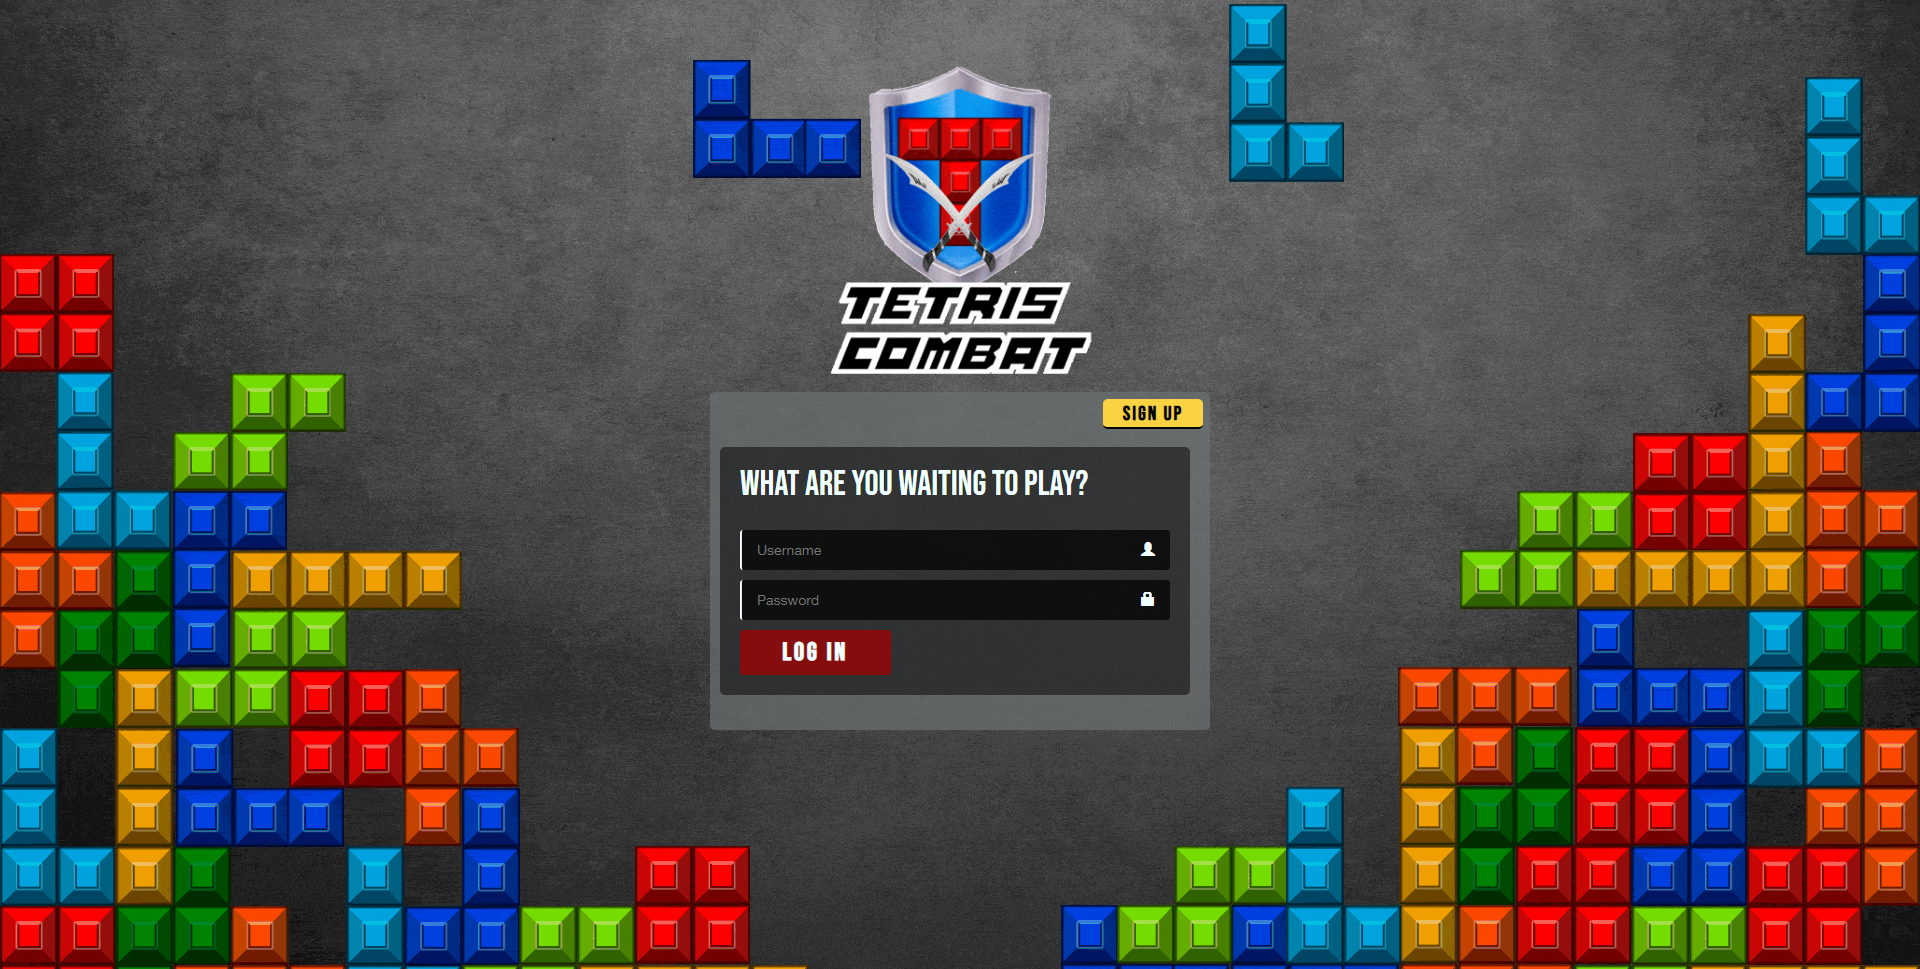 TETRIS
COMBAT
SIGN UP
WHAT ARE YOU WAITING TO PLAY?
Username
Password
LOG IN